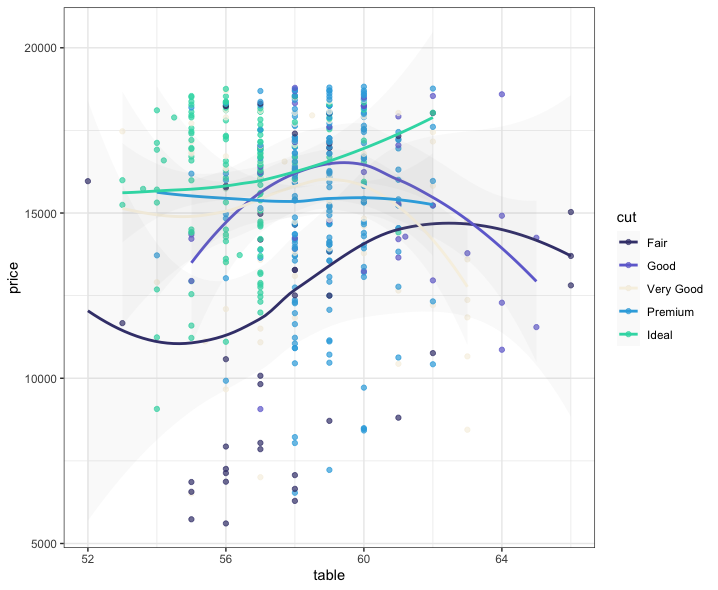 20000
15000
10000
5000
52
56
60
64
table
price
cut
Fair
Good
Very Good
Premium
Ideal